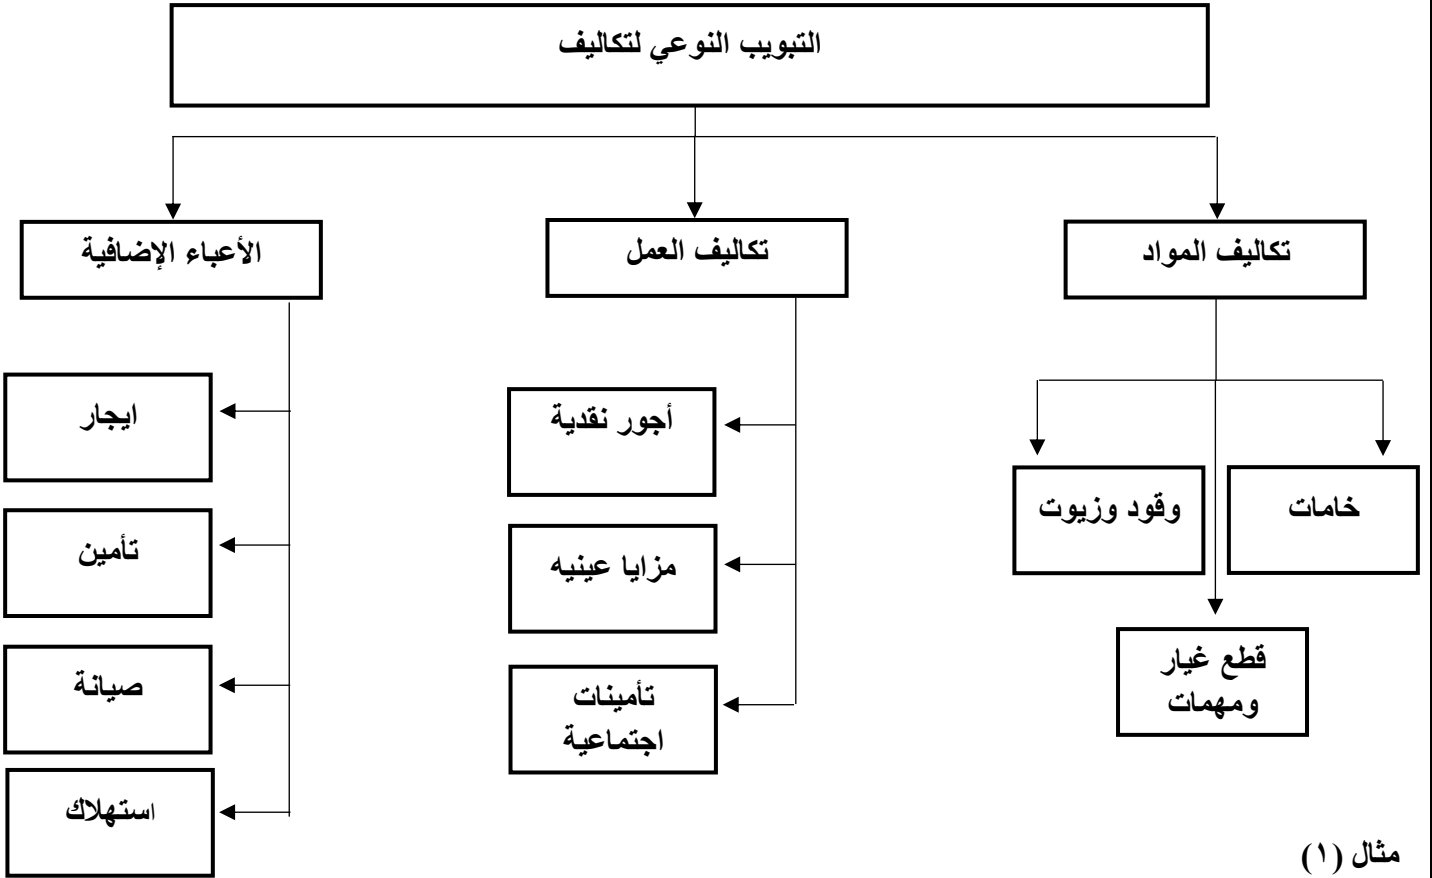 التبويب النوعي لتكاليف
تكاليف المواد
تكاليف العمل
الأعباء الإضافية
خامات
وقود وزيوت
قطع غيار
ومهمات
أجور نقدية
مزايا عينيه
تأمينات
اجتماعية
ايجار
تأمين
صيانة
استهلاك
مثال (١)